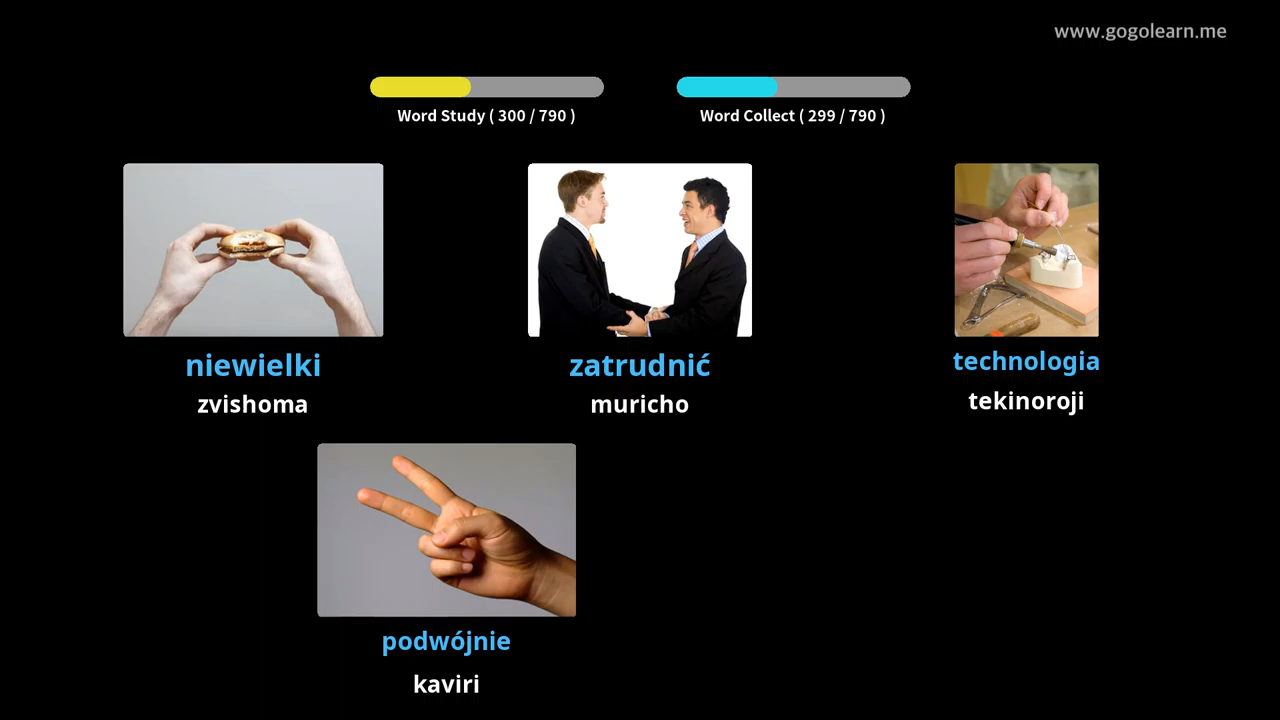 www.gogolearn.me
Word Study ( 300 / 790 )
Word Collect ( 299 / 790 )
niewielki
zvishoma
zatrudnić
muricho
technologia
tekinoroji
podwójnie
kaviri